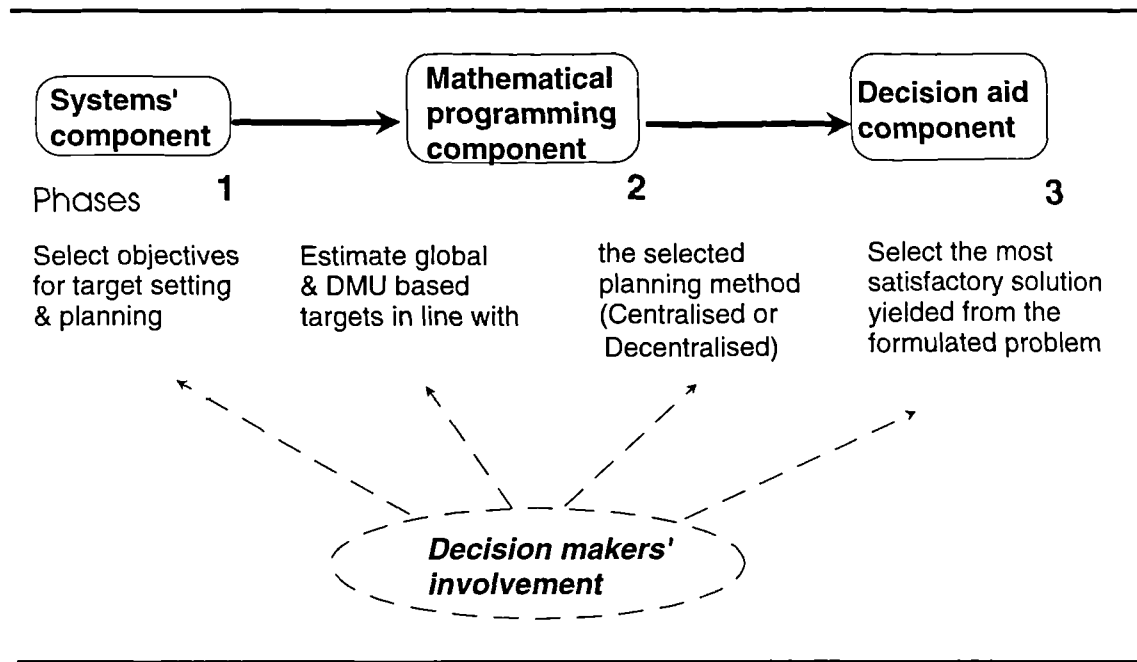 Systems'
component
Mathematical
programming
component
Decision aid
component
Phases
1
2
3
Select objectives
for target setting
& planning
Estimate global
& DMU based
targets in line with
the selected
planning method
(Centralised or
Decentralised)
Select the most
satisfactory solution
yielded from the
formulated problem
Decision makers'
involvement